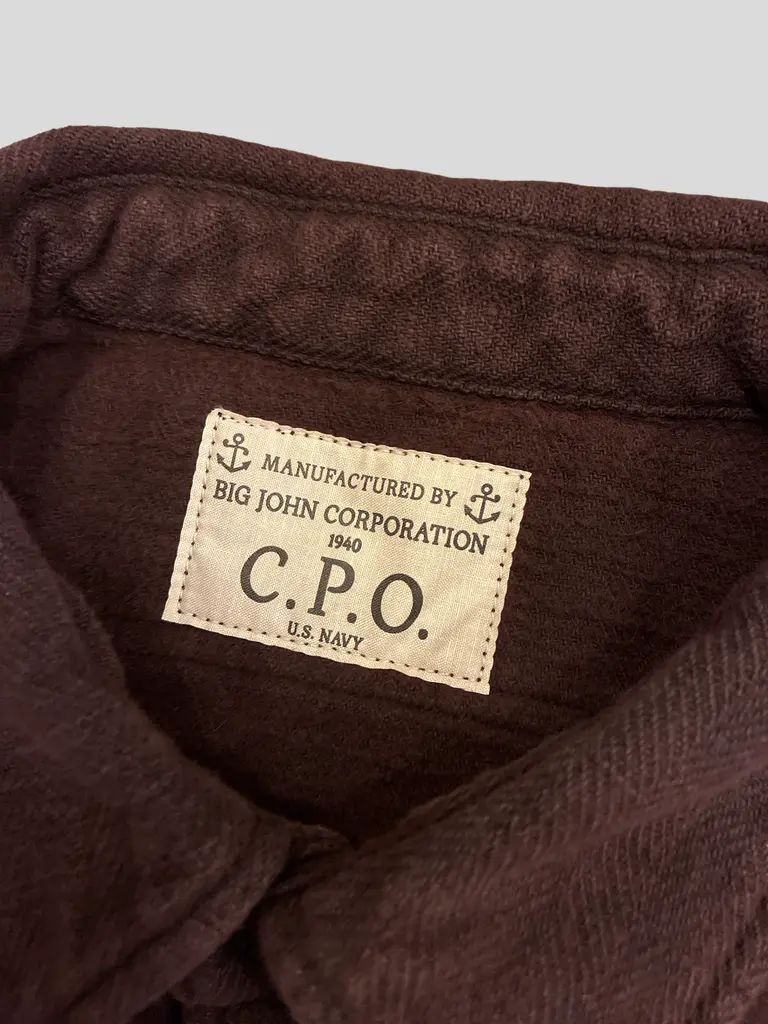 MANUFACTURED BY
BIG JOHN CORPORATION
1940
C.P.O.
U.S. NAVY